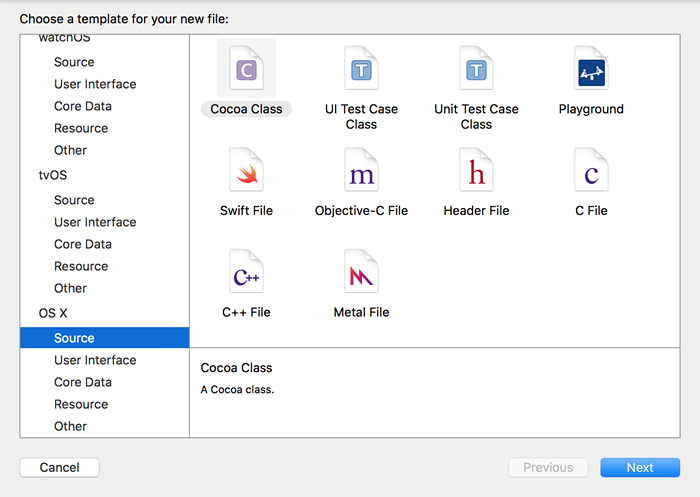 Choose a template for your new file:
watchOS
Source
User Interface
Core Data
Resource
Other
tvOS
Source
User Interface
Core Data
Resource
Other
OS X
Source
User Interface
Core Data
Resource
Other
C
T
T
Cocoa Class
UI Test Case
Class
Unit Test Case
Class
Playground
m
h
c
Swift File
Objective-C File
Header File
C File
C++
C++ File
Metal File
Cocoa Class
A Cocoa class.
Cancel
Previous
Next